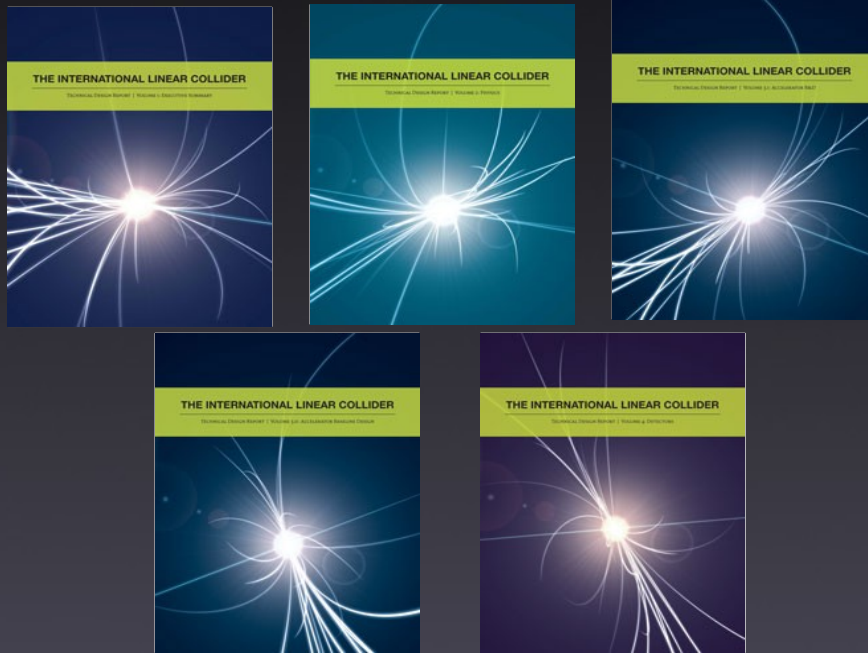 THE INTERNATIONAL LINEAR COLLIDER
TECHNICAL DESIGN REPORT | VOLUME 1: EXECUTIVE SUMMARY
THE INTERNATIONAL LINEAR COLLIDER
TECHNICAL DESIGN REPORT | VOLUME 2: PHYSICS
THE INTERNATIONAL LINEAR COLLIDER
TECHNICAL DESIGN REPORT | VOLUME 3.I: ACCELERATOR R&D
THE INTERNATIONAL LINEAR COLLIDER
TECHNICAL DESIGN REPORT | VOLUME 3.II: ACCELERATOR BASELINE DESIGN
THE INTERNATIONAL LINEAR COLLIDER
TECHNICAL DESIGN REPORT | VOLUME 4: DETECTORS